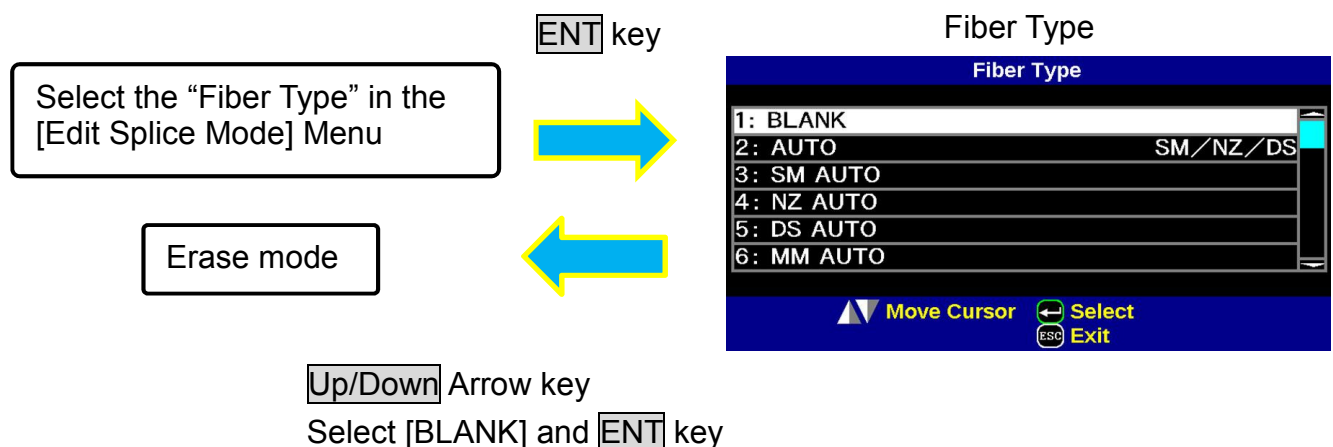 ENT key
Fiber Type
Select the “Fiber Type” in the
[Edit Splice Mode] Menu
Fiber Type
1: BLANK
2: AUTO SM／NZ／DS
3: SM AUTO
4: NZ AUTO
5: DS AUTO
6: MM AUTO
Erase mode
Move Cursor Select
ESC Exit
Up/Down Arrow key
Select [BLANK] and ENT key